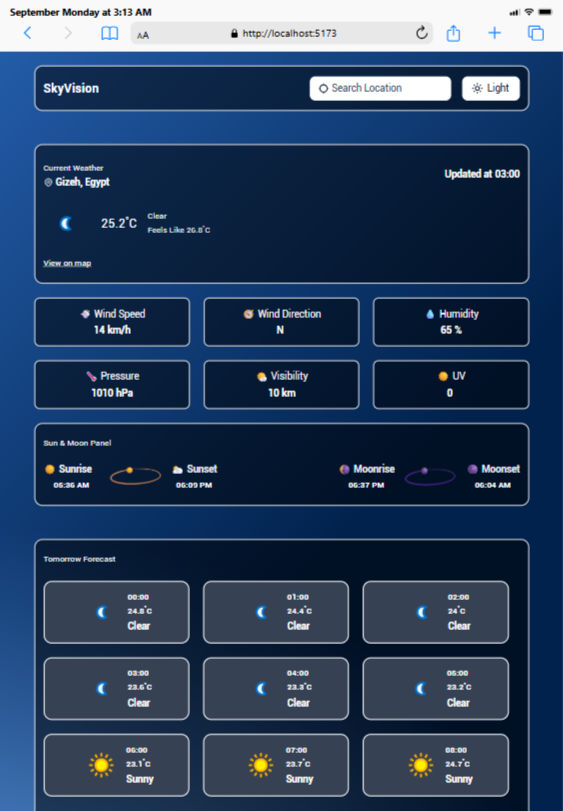 September Monday at 3:13 AM
AA http://localhost:5173
SkyVision Search Location Light
Current Weather
Gizeh, Egypt
Updated at 03:00
25.2°C
Clear
Feels Like 26.8°C
View on map
Wind Speed Wind Direction Humidity
14 km/h N 65 %
Pressure Visibility UV
1010 hPa 10 km 0
Sun & Moon Panel
Sunrise Sunset Moonrise Moonset
05:36 AM 06:09 PM 06:37 PM 06:04 AM
Tomorrow Forecast
00:00 01:00 02:00
24.8°C 24.4°C 24°C
Clear Clear Clear
03:00 04:00 05:00
23.6°C 23.3°C 23.2°C
Clear Clear Clear
06:00 07:00 08:00
23.1°C 23.7°C 24.7°C
Sunny Sunny Sunny